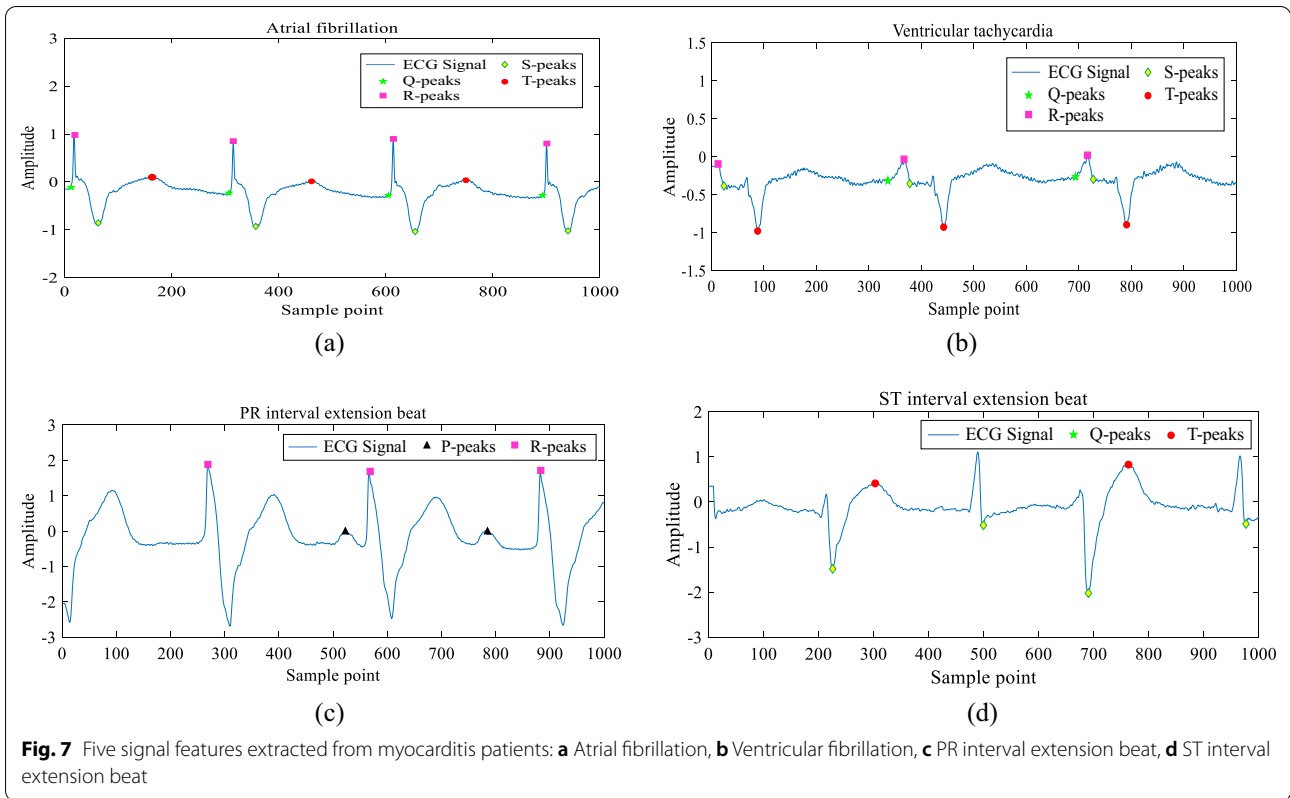 Atrial fibrillation
3
2
1
0
-1
-2
Amplitude
ECG Signal
Q-peaks
R-peaks
S-peaks
T-peaks
0 200 400 600 800 1000
Sample point
(a)
Ventricular tachycardia
1.5
1
0.5
0
-0.5
-1
-1.5
Amplitude
ECG Signal
Q-peaks
R-peaks
S-peaks
T-peaks
0 100 200 300 400 500 600 700 800 900 1000
Sample point
(b)
PR interval extension beat
3
2
1
0
-1
-2
-3
Amplitude
ECG Signal P-peaks R-peaks
0 100 200 300 400 500 600 700 800 900 1000
Sample point
(c)
ST interval extension beat
2
1
0
-1
-2
-3
Amplitude
ECG Signal Q-peaks T-peaks
0 100 200 300 400 500 600 700 800 900 1000
Sample point
(d)
Fig. 7 Five signal features extracted from myocarditis patients: a Atrial fibrillation, b Ventricular fibrillation, c PR interval extension beat, d ST interval
extension beat